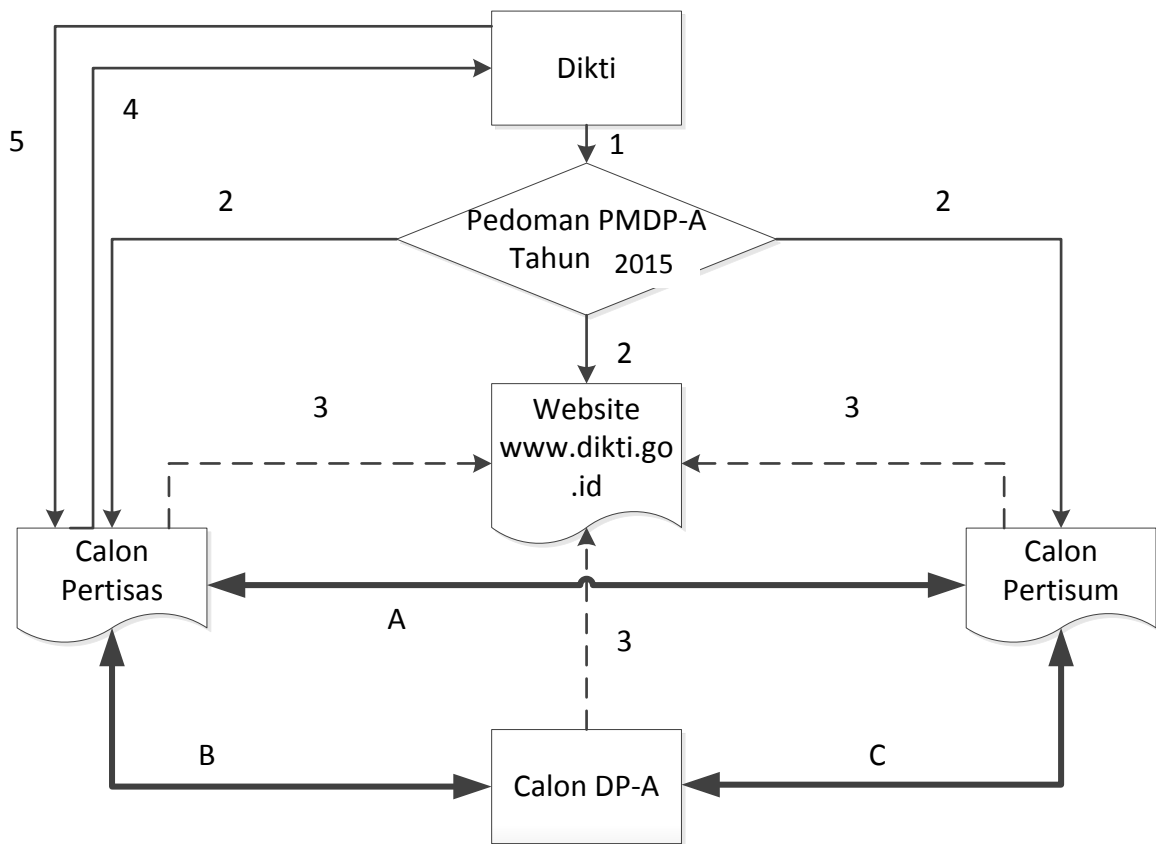 Dikti
1
4
5
2
2
Pedoman PMDP-A
Tahun 2015
2
Website
www.dikti.go
.id
3
3
Calon
Pertisas
Calon
Pertisum
A
3
B
C
Calon DP-A